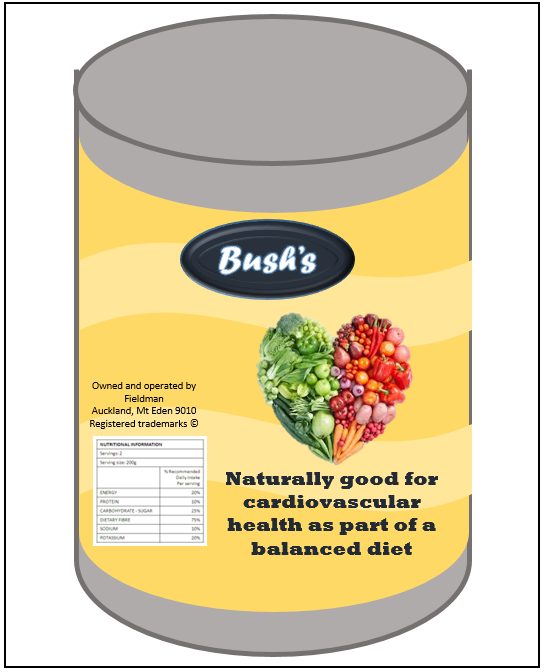 Bush's
Owned and operated by
Fieldman
Auckland, Mt Eden 9010
Registered trademarks ©
NUTRITIONAL INFORMATION
Servings: 2
Serving size: 200g
% Recommended
Daily Intake
Per serving
ENERGY 20%
PROTEIN 10%
CARBOHYDRATE - SUGAR 25%
DIETARY FIBRE 75%
SODIUM 10%
POTASSIUM 20%
Naturally good for
cardiovascular
health as part of a
balanced diet